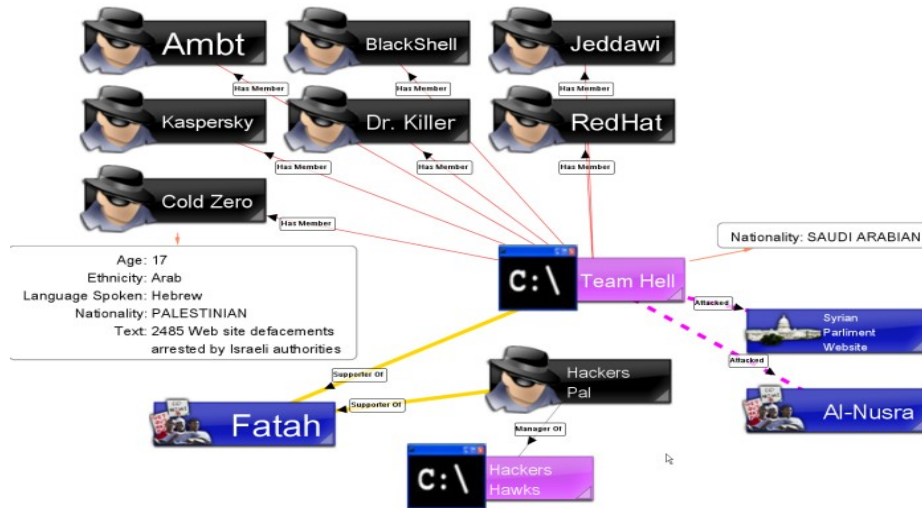 Ambt
BlackShell
Jeddawi
Has Member
Has Member
Has Member
Kaspersky
Dr. Killer
RedHat
Has Member
Has Member
Has Member
Cold Zero
Has Member
Nationality: SAUDI ARABIAN
Age: 17
Ethnicity: Arab
Language Spoken: Hebrew
Nationality: PALESTINIAN
Text: 2485 Web site defacements
arrested by Israeli authorities
C:\
Team Hell
Attacked
Syrian
Parliment
Website
Attacked
Supporter Of
Hackers
Pal
Supporter Of
Fatah
Al-Nusra
Manager Of
C:\
Hackers
Hawks